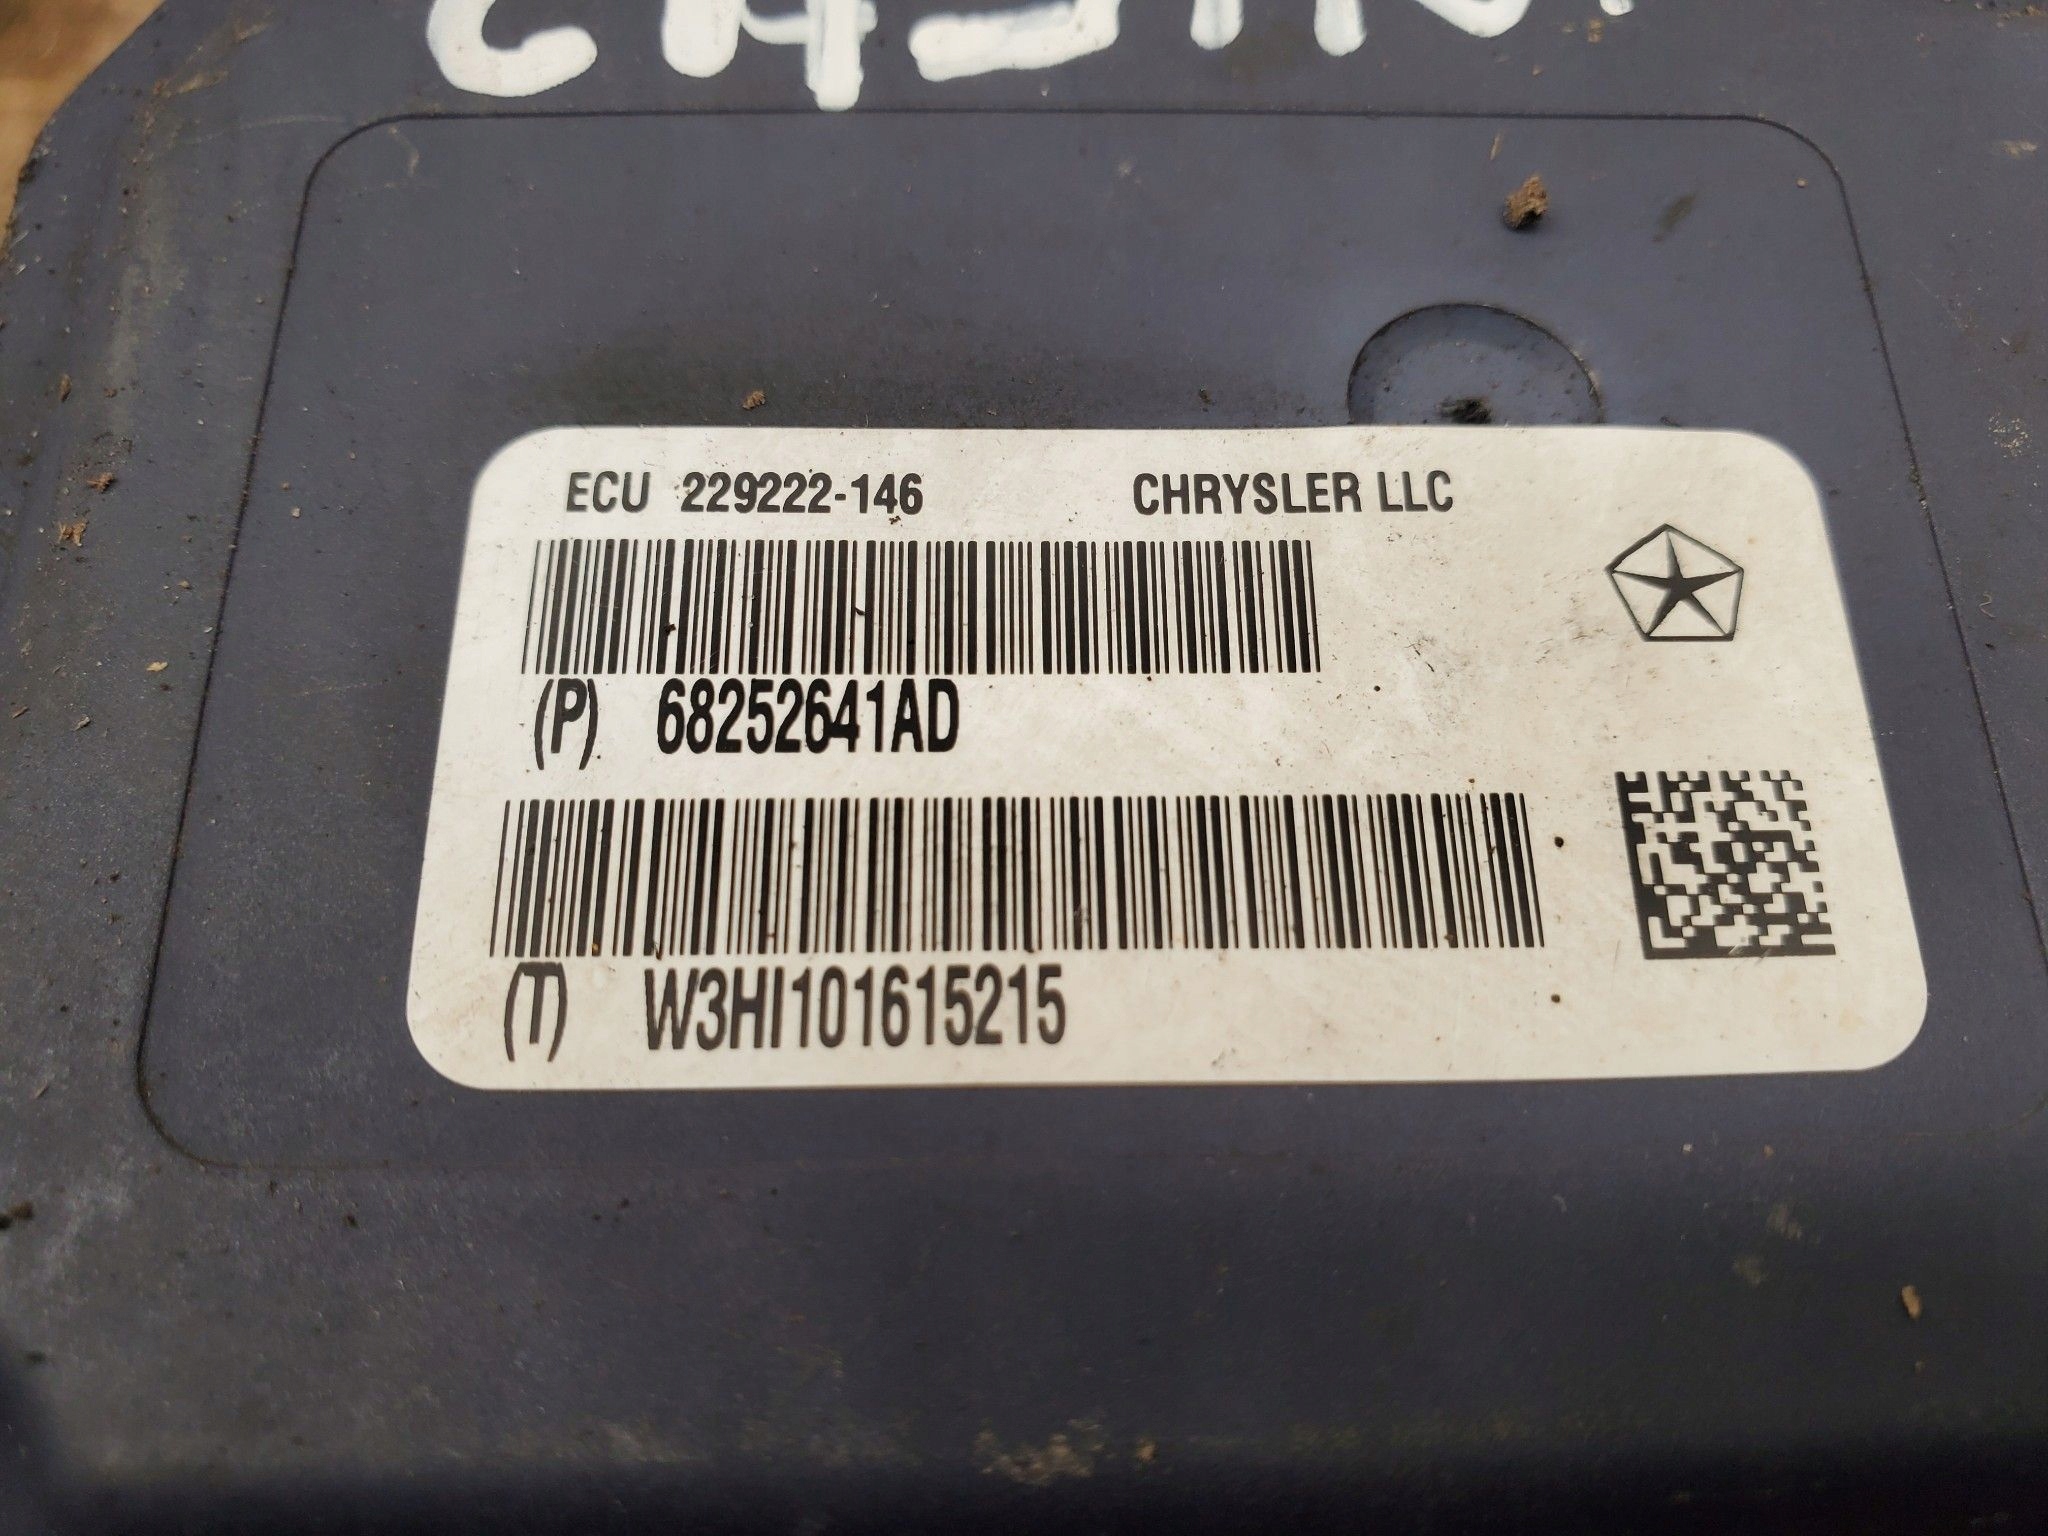 ECU 229222-146 CHRYSLER LLC
(P) 68252641AD
(T) W3HI101615215